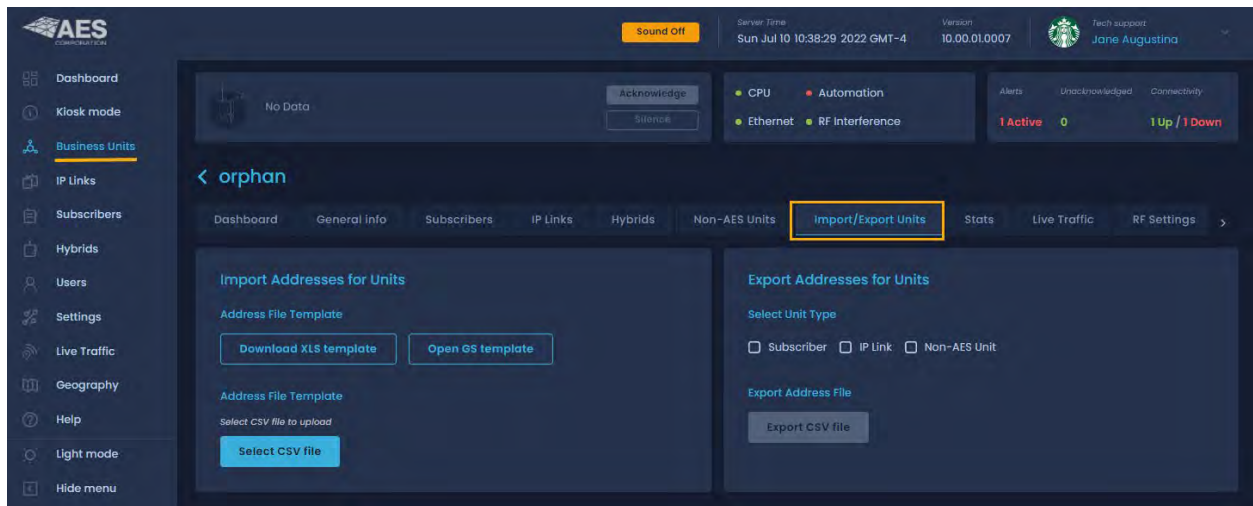 AES
CORPORATION
Sound Off
Server Time
Sun Jul 10 10:38:29 2022 GMT-4
Version
10.00.01.0007
Tech support
Jane Augustina
Dashboard
Kiosk mode
Business Units
IP Links
Subscribers
Hybrids
Users
Settings
Live Traffic
Geography
Help
Light mode
Hide menu
No Data
Acknowledge
Silence
CPU
Automation
Ethernet
RF Interference
Alerts Unacknowledged Connectivity
1 Active 0 1 Up / 1 Down
orphan
Dashboard General info Subscribers IP Links Hybrids Non-AES Units Import/Export Units Stats Live Traffic RF Settings
Import Addresses for Units
Address File Template
Download XLS template Open GS template
Address File Template
Select CSV file to upload
Select CSV file
Export Addresses for Units
Select Unit Type
Subscriber IP Link Non-AES Unit
Export Address File
Export CSV file